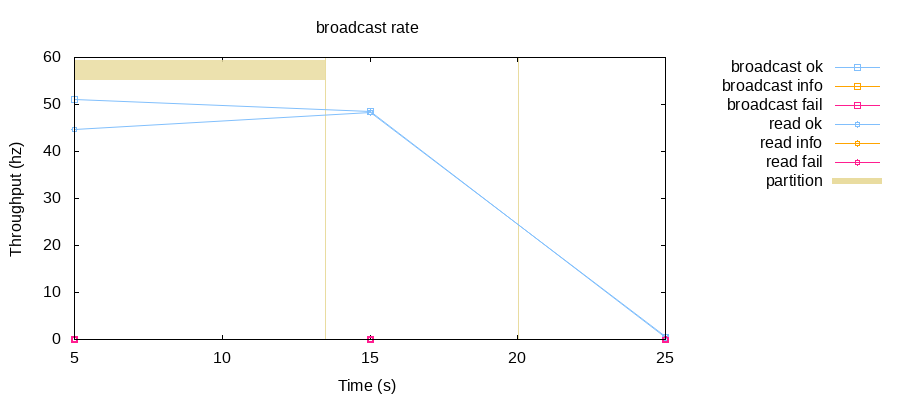 broadcast rate
60
50
40
30
20
10
0
Throughput (hz)
5
10
15
20
25
Time (s)
broadcast ok
broadcast info
broadcast fail
read ok
read info
read fail
partition